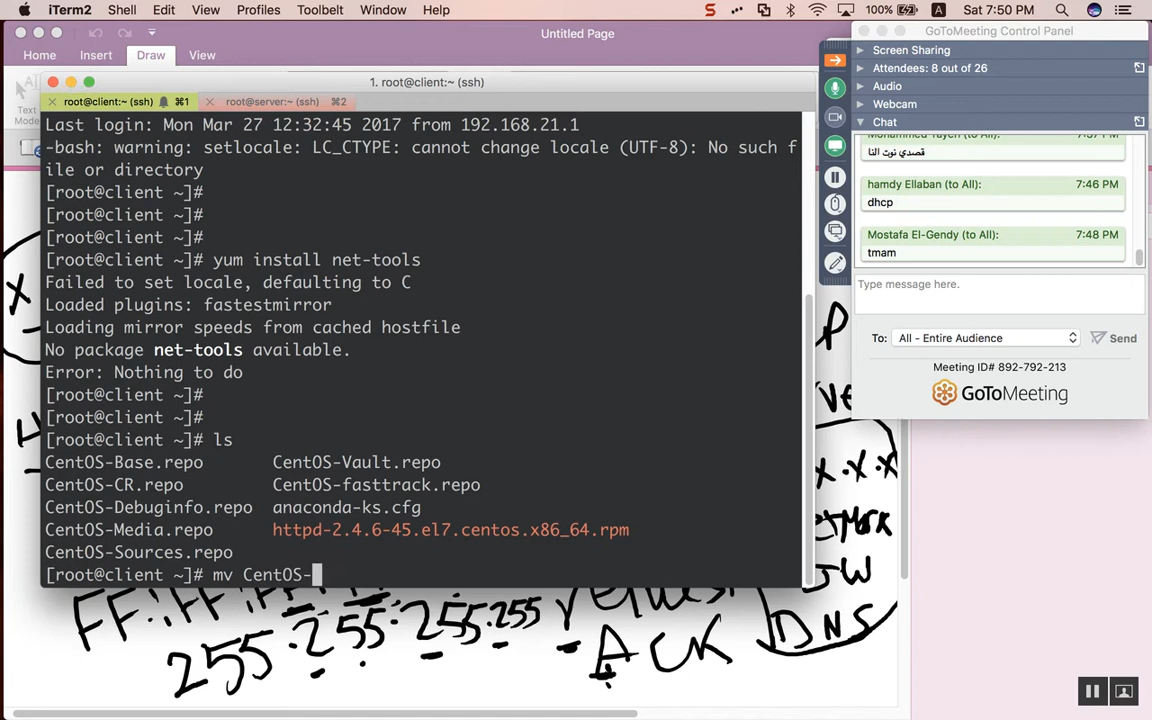 iTerm2 Shell Edit View Profiles Toolbelt Window Help 100% A Sat 7:50 PM
Untitled Page
Home Insert Draw View
1. root@client:~ (ssh)
root@client:~ (ssh) ⌘1 root@server:~ (ssh) ⌘2
Last login: Mon Mar 27 12:32:45 2017 from 192.168.21.1
-bash: warning: setlocale: LC_CTYPE: cannot change locale (UTF-8): No such f
ile or directory
[root@client ~]#
[root@client ~]#
[root@client ~]#
[root@client ~]# yum install net-tools
Failed to set locale, defaulting to C
Loaded plugins: fastestmirror
Loading mirror speeds from cached hostfile
No package net-tools available.
Error: Nothing to do
[root@client ~]#
[root@client ~]#
[root@client ~]# ls
CentOS-Base.repo CentOS-Vault.repo
CentOS-CR.repo CentOS-fasttrack.repo
CentOS-Debuginfo.repo anaconda-ks.cfg
CentOS-Media.repo httpd-2.4.6-45.el7.centos.x86_64.rpm
CentOS-Sources.repo
[root@client ~]# mv CentOS-
GoToMeeting Control Panel
Screen Sharing
Attendees: 8 out of 26
Audio
Webcam
Chat
قصدي نوت النا
hamdy Ellaban (to All): 7:46 PM
dhcp
Mostafa El-Gendy (to All): 7:48 PM
tmam
Type message here.
To: All - Entire Audience Send
Meeting ID# 892-792-213
GoToMeeting
X
P
X.X.X
GW
DNS
255.255.255.255
ACK